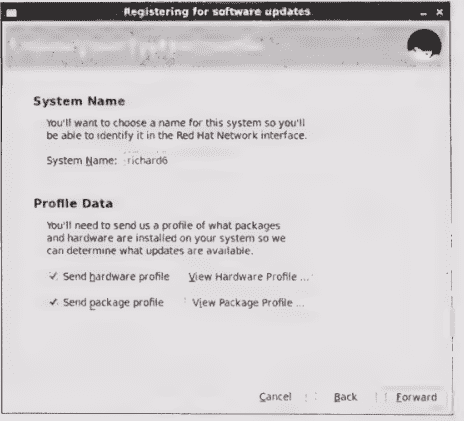 Registering for software updates
System Name
You'll want to choose a name for this system so you'll
be able to identify it in the Red Hat Network interface.
System Name: richard6
Profile Data
You'll need to send us a profile of what packages
and hardware are installed on your system so we
can determine what updates are available.
✓ Send hardware profile View Hardware Profile ...
✓ Send package profile View Package Profile ...
Cancel Back Forward